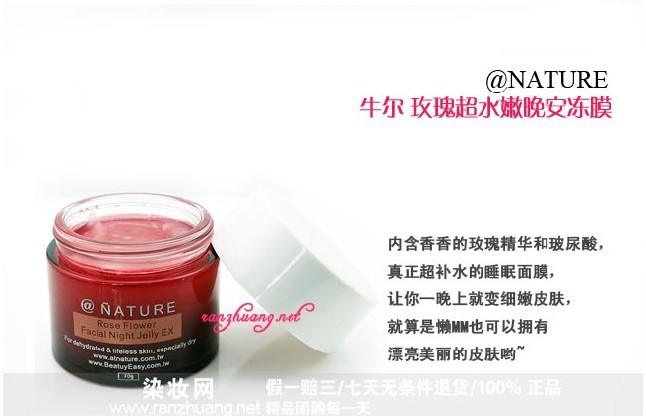 @NATURE
牛尔 玫瑰超水嫩晚安冻膜
内含香香的玫瑰精华和玻尿酸，
真正超补水的睡眠面膜，
让你一晚上就变细嫩皮肤，
就算是懒MM也可以拥有
漂亮美丽的皮肤哟~
@ ÑATURE
Rose Flower
Facial Night Jelly EX
For dehydrated & lifeless skin, especially dry
www.atnature.com.tw
www.BeatuyEasy.com.tw
70g
ranzhuang.net
染妆网 假一赔三/七天无条件退货/100% 正品
www.ranzhuang.net 精品团购每一天